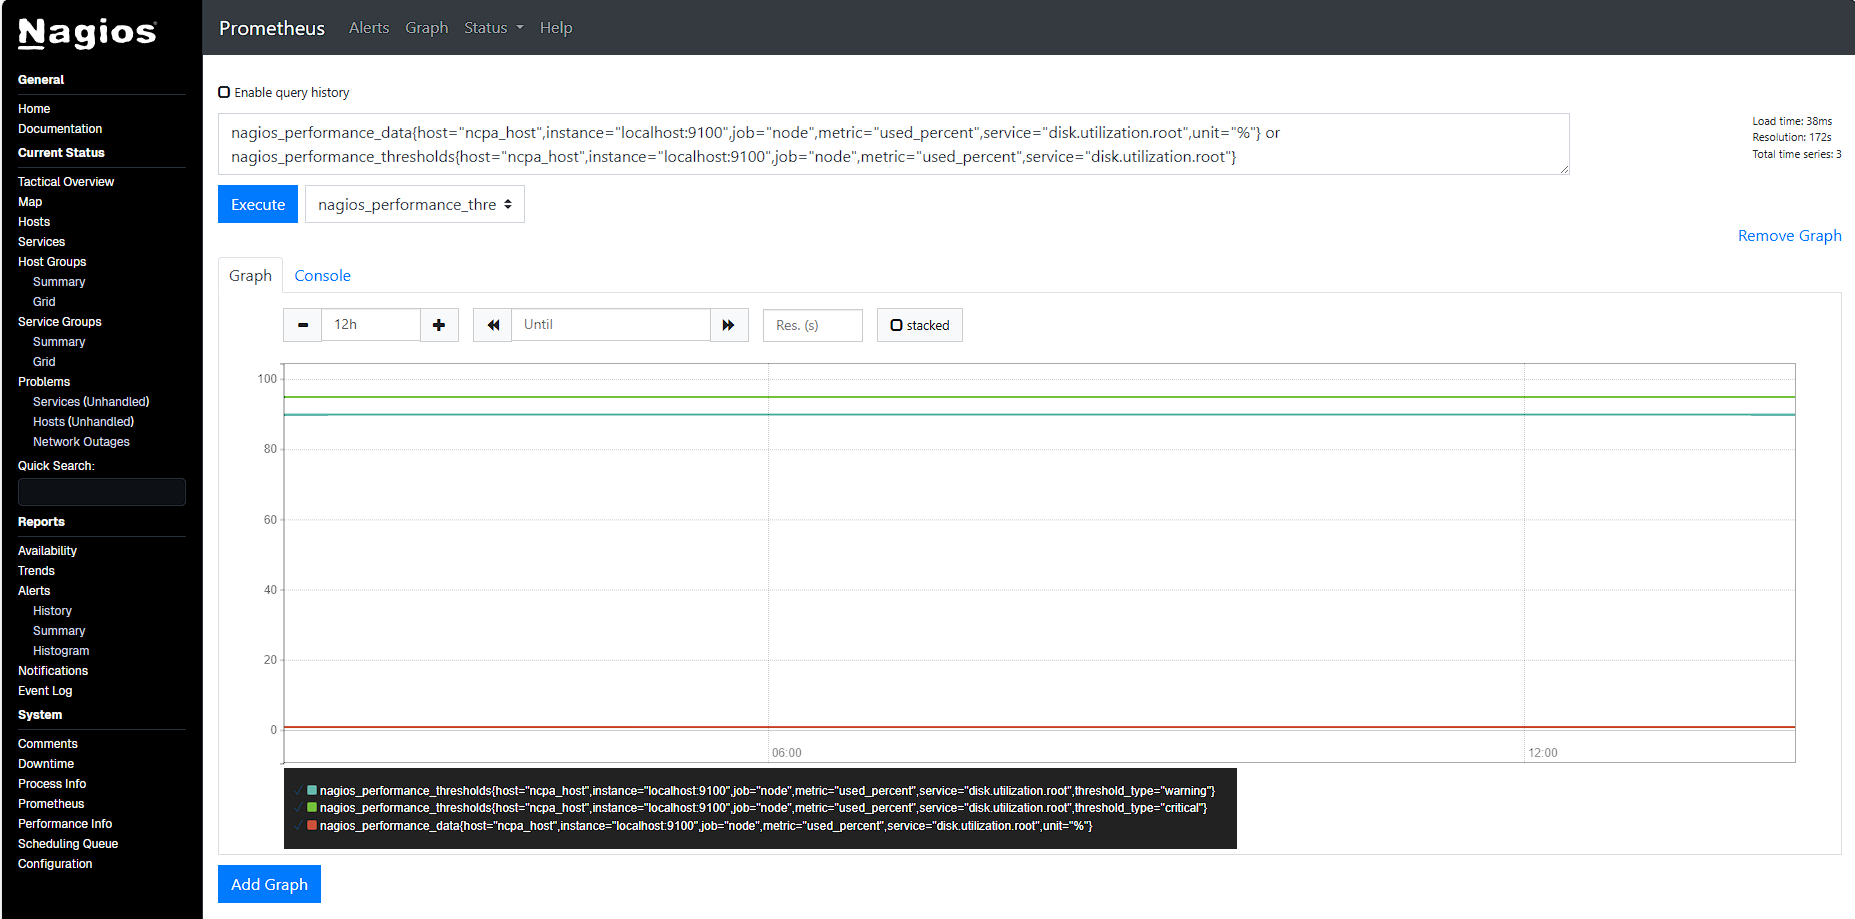 Nagios®
General
Home
Documentation
Current Status
Tactical Overview
Map
Hosts
Services
Host Groups
Summary
Grid
Service Groups
Summary
Grid
Problems
Services (Unhandled)
Hosts (Unhandled)
Network Outages
Quick Search:
Reports
Availability
Trends
Alerts
History
Summary
Histogram
Notifications
Event Log
System
Comments
Downtime
Process Info
Prometheus
Performance Info
Scheduling Queue
Configuration
Prometheus Alerts Graph Status Help
Enable query history
nagios_performance_data{host="ncpa_host",instance="localhost:9100",job="node",metric="used_percent",service="disk.utilization.root",unit="%"} or
nagios_performance_thresholds{host="ncpa_host",instance="localhost:9100",job="node",metric="used_percent",service="disk.utilization.root"}
Load time: 38ms
Resolution: 172s
Total time series: 3
Execute nagios_performance_thre
Remove Graph
Graph Console
12h Until Res. (s) stacked
100
80
60
40
20
0
06:00 12:00
nagios_performance_thresholds{host="ncpa_host",instance="localhost:9100",job="node",metric="used_percent",service="disk.utilization.root",threshold_type="warning"}
nagios_performance_thresholds{host="ncpa_host",instance="localhost:9100",job="node",metric="used_percent",service="disk.utilization.root",threshold_type="critical"}
nagios_performance_data{host="ncpa_host",instance="localhost:9100",job="node",metric="used_percent",service="disk.utilization.root",unit="%"}
Add Graph